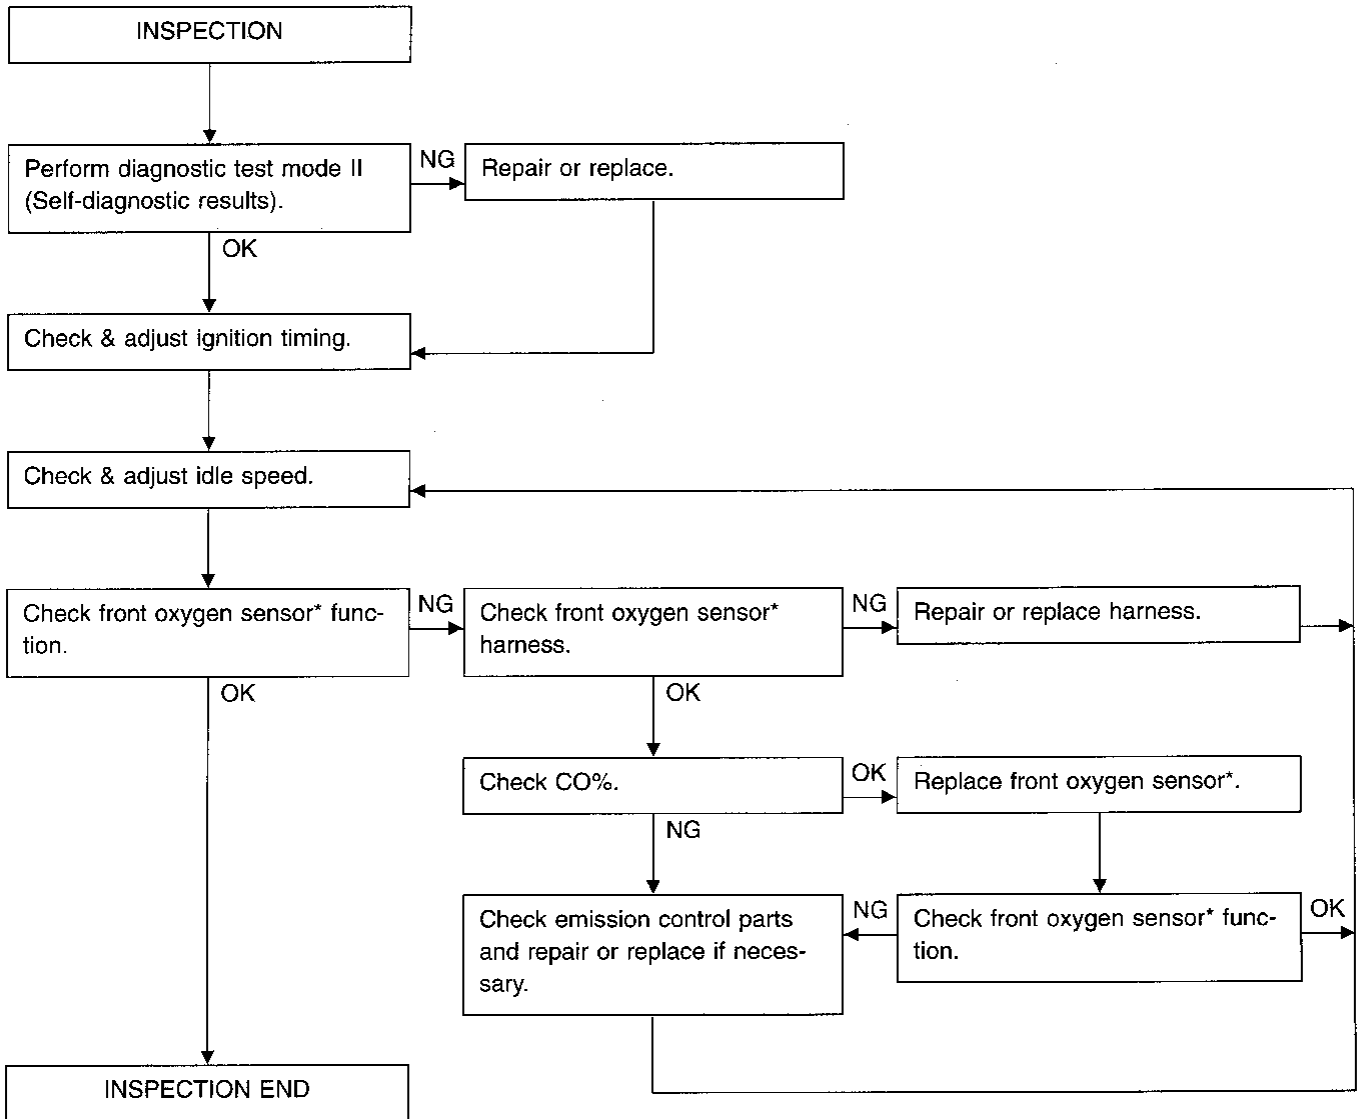 INSPECTION
Perform diagnostic test mode II
(Self-diagnostic results).
NG
Repair or replace.
OK
Check & adjust ignition timing.
Check & adjust idle speed.
Check front oxygen sensor* func-
tion.
NG
Check front oxygen sensor*
harness.
NG
Repair or replace harness.
OK
OK
Check CO%.
OK
Replace front oxygen sensor*.
NG
Check emission control parts
and repair or replace if neces-
sary.
NG
Check front oxygen sensor* func-
tion.
OK
INSPECTION END